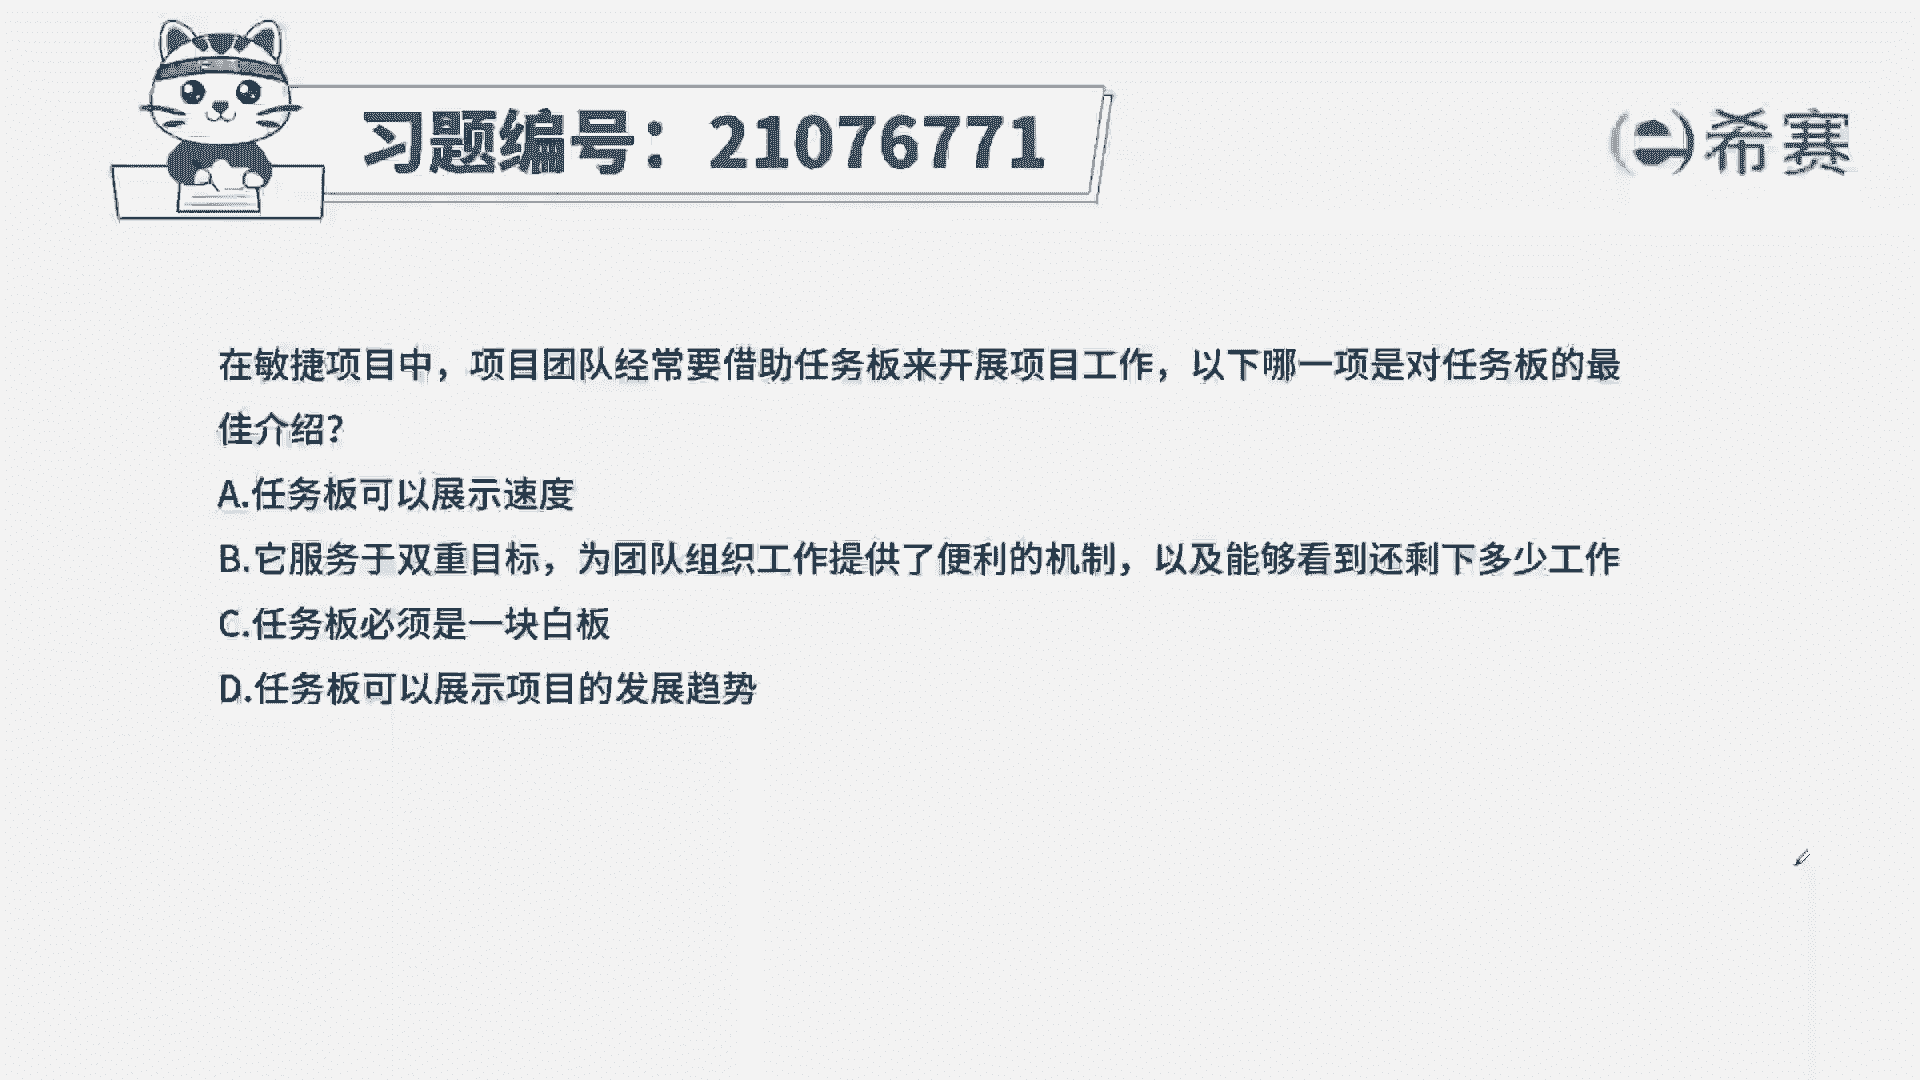 习题编号：21076771
希赛
在敏捷项目中，项目团队经常要借助任务板来开展项目工作，以下哪一项是对任务板的最
佳介绍？
A.任务板可以展示速度
B.它服务于双重目标，为团队组织工作提供了便利的机制，以及能够看到还剩下多少工作
C.任务板必须是一块白板
D.任务板可以展示项目的发展趋势